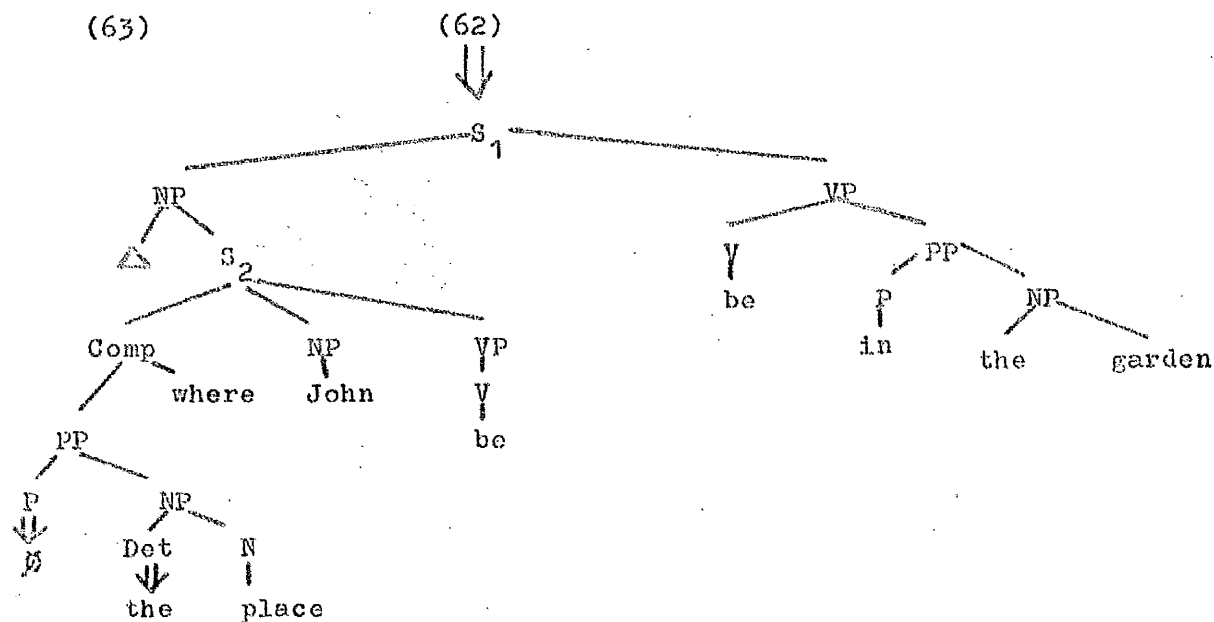 (63) (62)
S1
NP VP
△ S2 V PP
be P NP
Comp NP VP in the garden
where John V
PP be
P NP
Ø Det N
the place